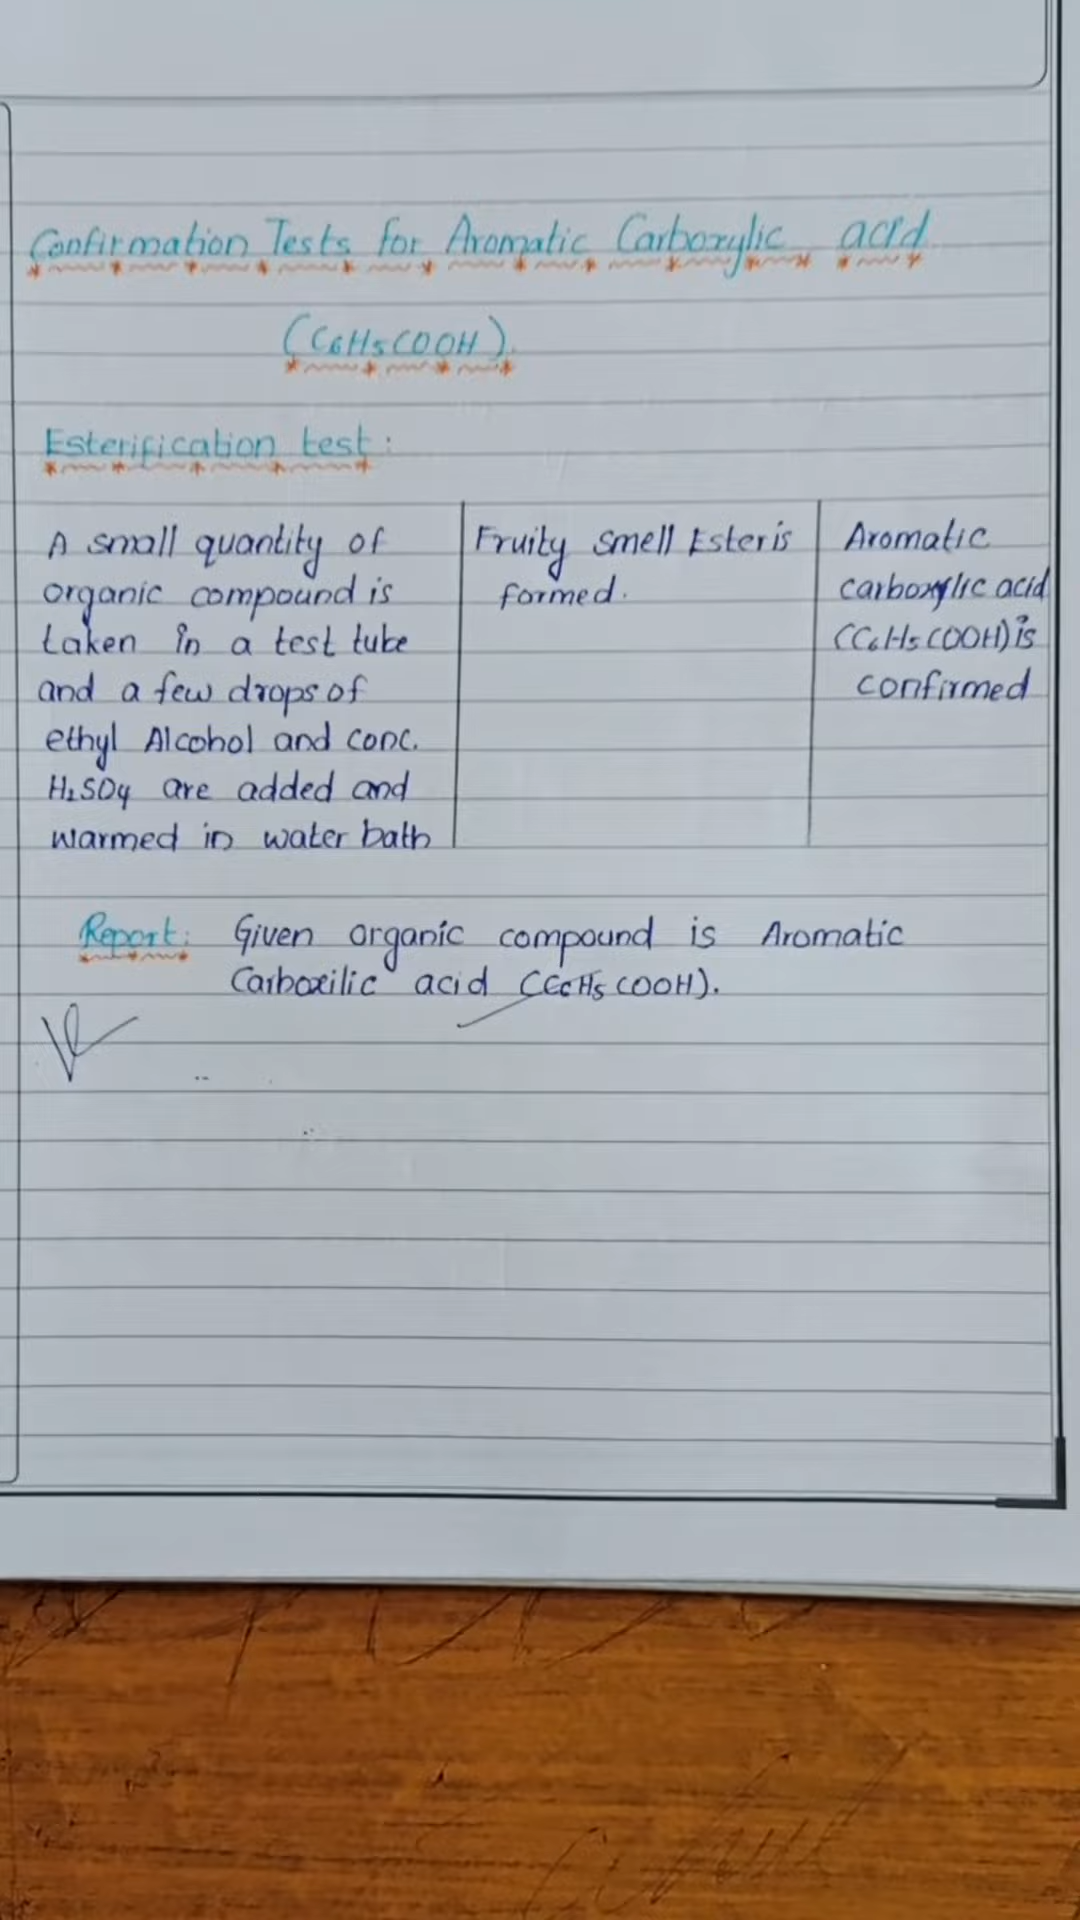 Confirmation Tests for Aromatic Carboxylic acid
(C6H5COOH).
Esterification test:
A small quantity of
organic compound is
taken in a test tube
and a few drops of
ethyl Alcohol and conc.
H2SO4 are added and
warmed in water bath
Fruity smell Ester is
formed.
Aromatic
carboxylic acid
(C6H5COOH) is
confirmed
Report: Given organic compound is Aromatic
Carboxilic acid (C6H5COOH).